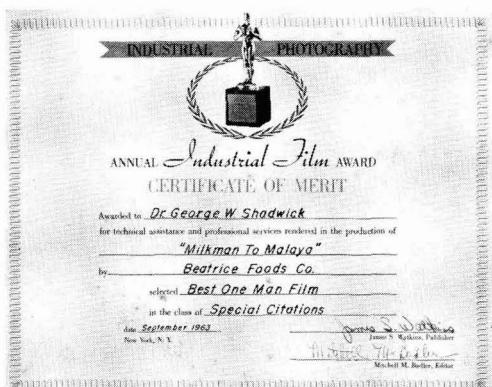 INDUSTRIAL PHOTOGRAPHY
ANNUAL Industrial Film AWARD
CERTIFICATE OF MERIT
Awarded to Dr. George W Shadwick
for technical assistance and professional services rendered in the production of
"Milkman To Malaya"
by Beatrice Foods Co.
selected Best One Man Film
in the class of Special Citations
date September 1963
New York, N. Y.
James S. Watkins
James S. Watkins, Publisher
Mitchell M. Badler, Editor